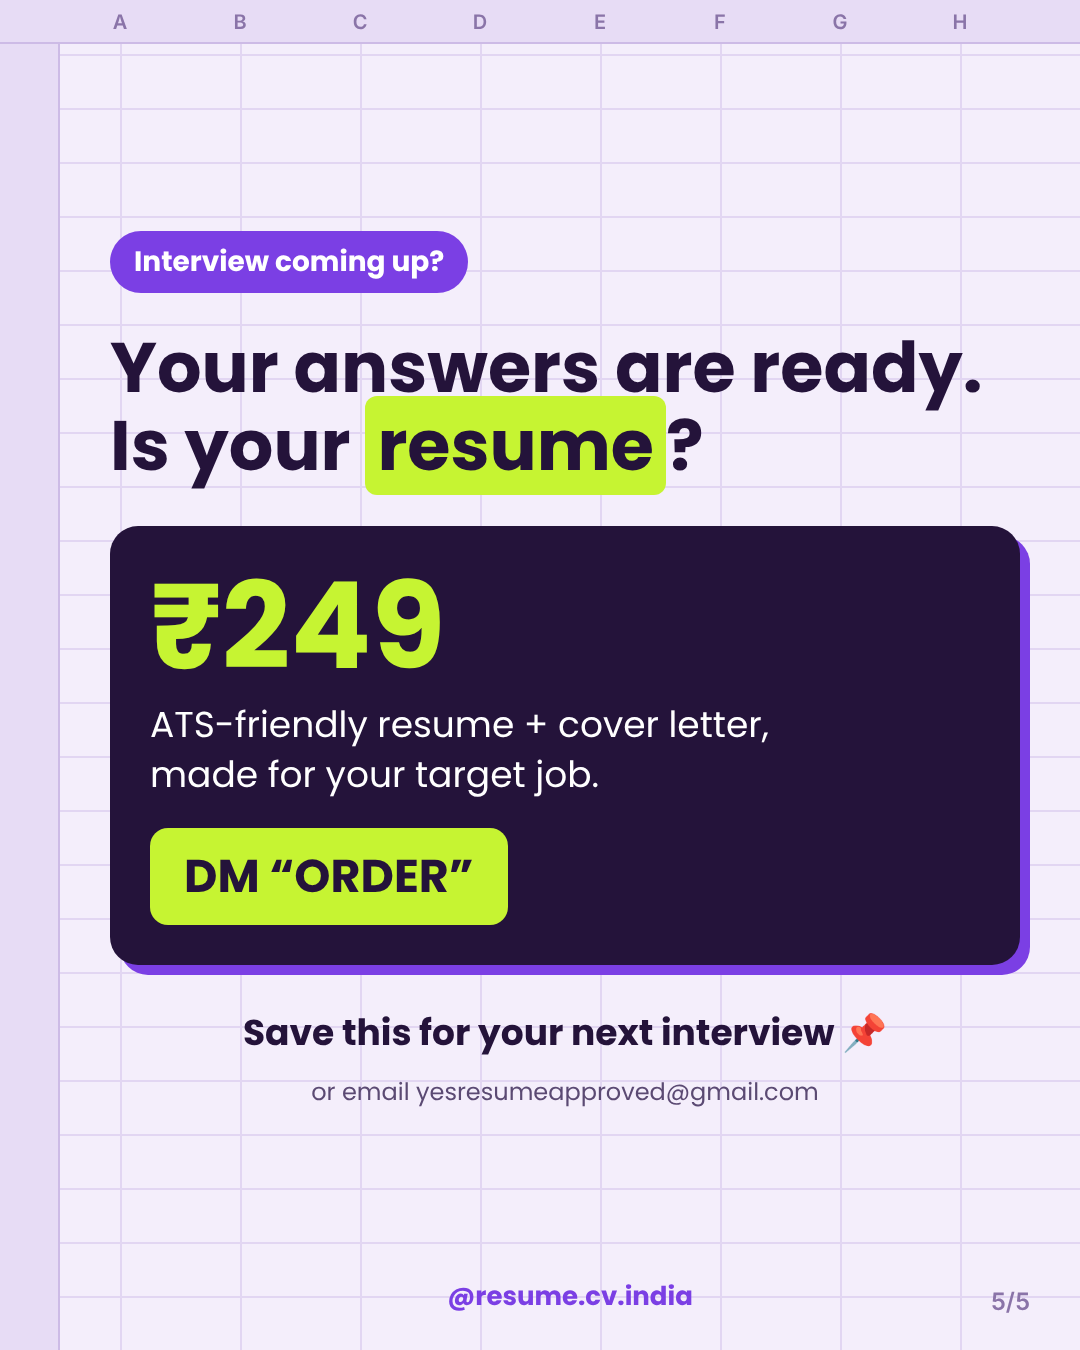 A B C D E F G H
Interview coming up?
Your answers are ready.
Is your resume?
₹249
ATS-friendly resume + cover letter,
made for your target job.
DM “ORDER”
Save this for your next interview 📌
or email yesresumeapproved@gmail.com
@resume.cv.india
5/5